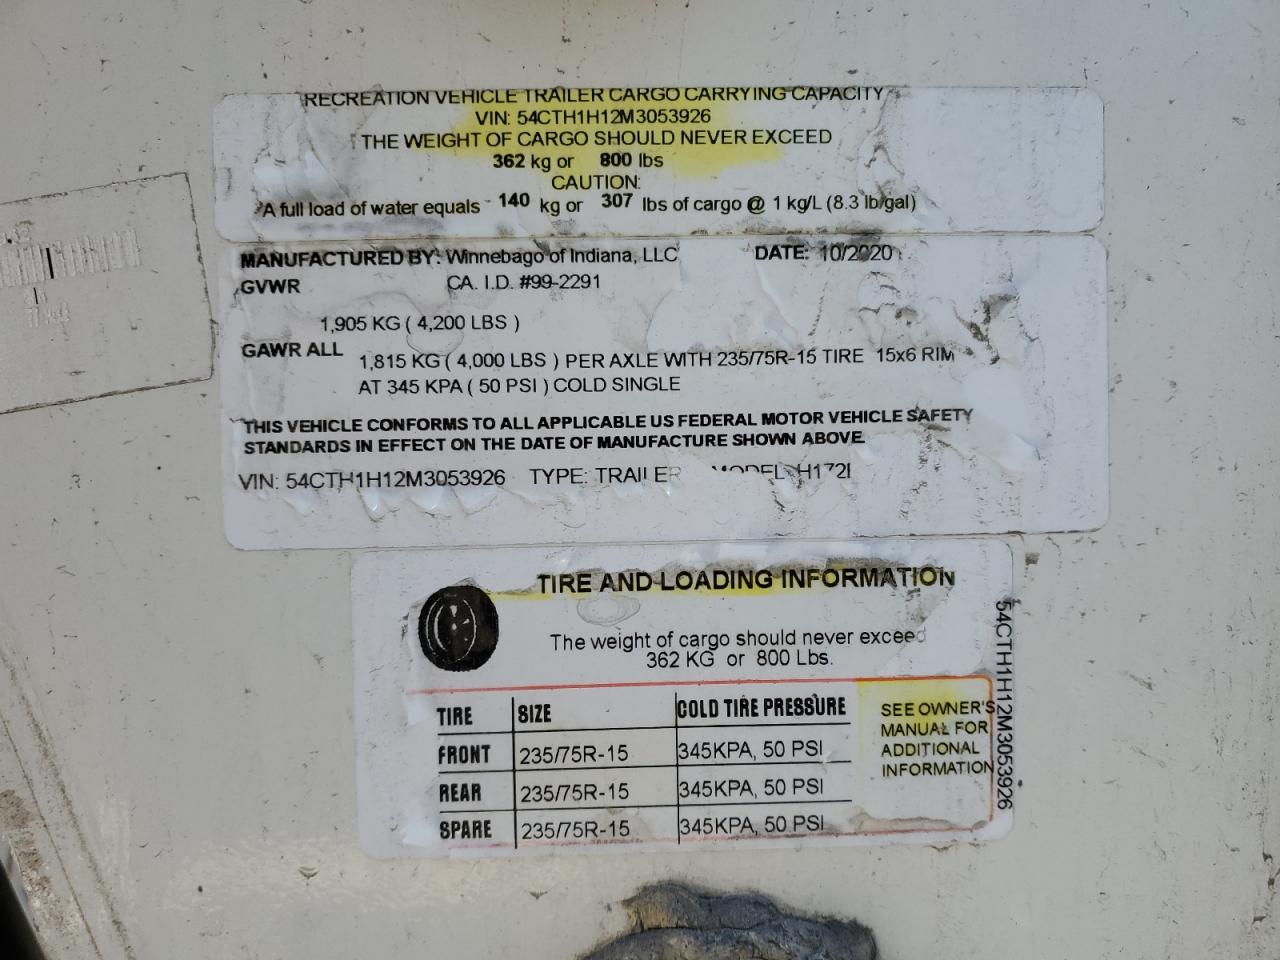 RECREATION VEHICLE TRAILER CARGO CARRYING CAPACITY
VIN: 54CTH1H12M3053926
THE WEIGHT OF CARGO SHOULD NEVER EXCEED
362 kg or 800 lbs
CAUTION:
A full load of water equals 140 kg or 307 lbs of cargo @ 1 kg/L (8.3 lb/gal)
MANUFACTURED BY: Winnebago of Indiana, LLC DATE: 10/2020
GVWR CA. I.D. #99-2291
1,905 KG ( 4,200 LBS )
GAWR ALL 1,815 KG ( 4,000 LBS ) PER AXLE WITH 235/75R-15 TIRE 15x6 RIM
AT 345 KPA ( 50 PSI ) COLD SINGLE
THIS VEHICLE CONFORMS TO ALL APPLICABLE US FEDERAL MOTOR VEHICLE SAFETY
STANDARDS IN EFFECT ON THE DATE OF MANUFACTURE SHOWN ABOVE
VIN: 54CTH1H12M3053926 TYPE: TRAILER MODEL H172I
TIRE AND LOADING INFORMATION
The weight of cargo should never exceed
362 KG or 800 Lbs.
TIRE SIZE COLD TIRE PRESSURE
FRONT 235/75R-15 345KPA, 50 PSI
REAR 235/75R-15 345KPA, 50 PSI
SPARE 235/75R-15 345KPA, 50 PSI
SEE OWNER'S
MANUAL FOR
ADDITIONAL
INFORMATION
54CTH1H12M3053926